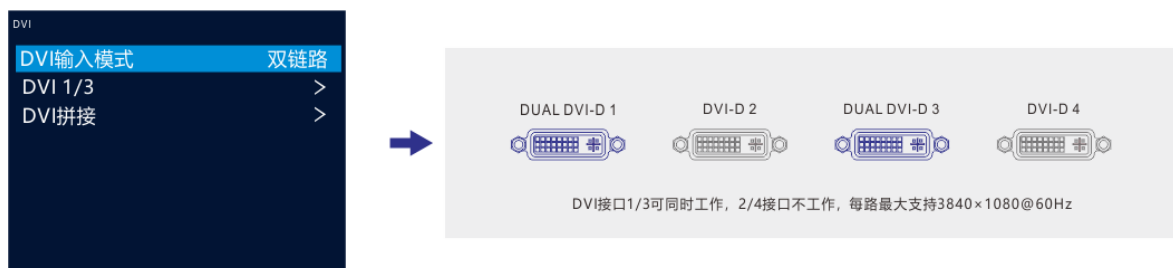 DVI
DVI输入模式 双链路
DVI 1/3 >
DVI拼接 >
DUAL DVI-D 1 DVI-D 2 DUAL DVI-D 3 DVI-D 4
DVI接口1/3可同时工作，2/4接口不工作，每路最大支持3840×1080@60Hz